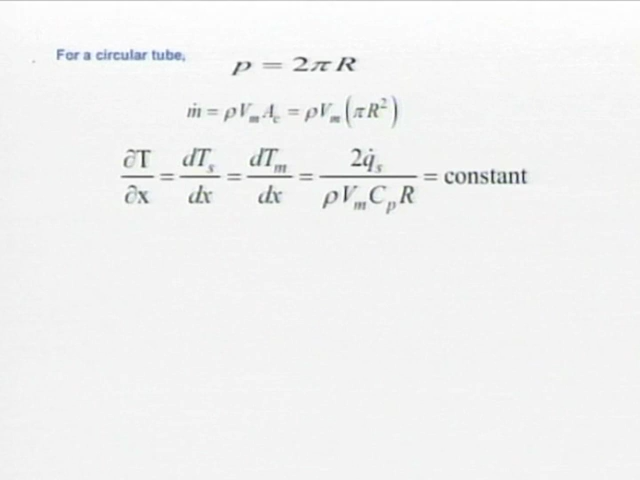 For a circular tube,
p = 2πR
ṁ = ρV_m A_c = ρV_m (πR²)
∂T/∂x = dT_s/dx = dT_m/dx = 2q̇_s/ρV_m C_p R = constant